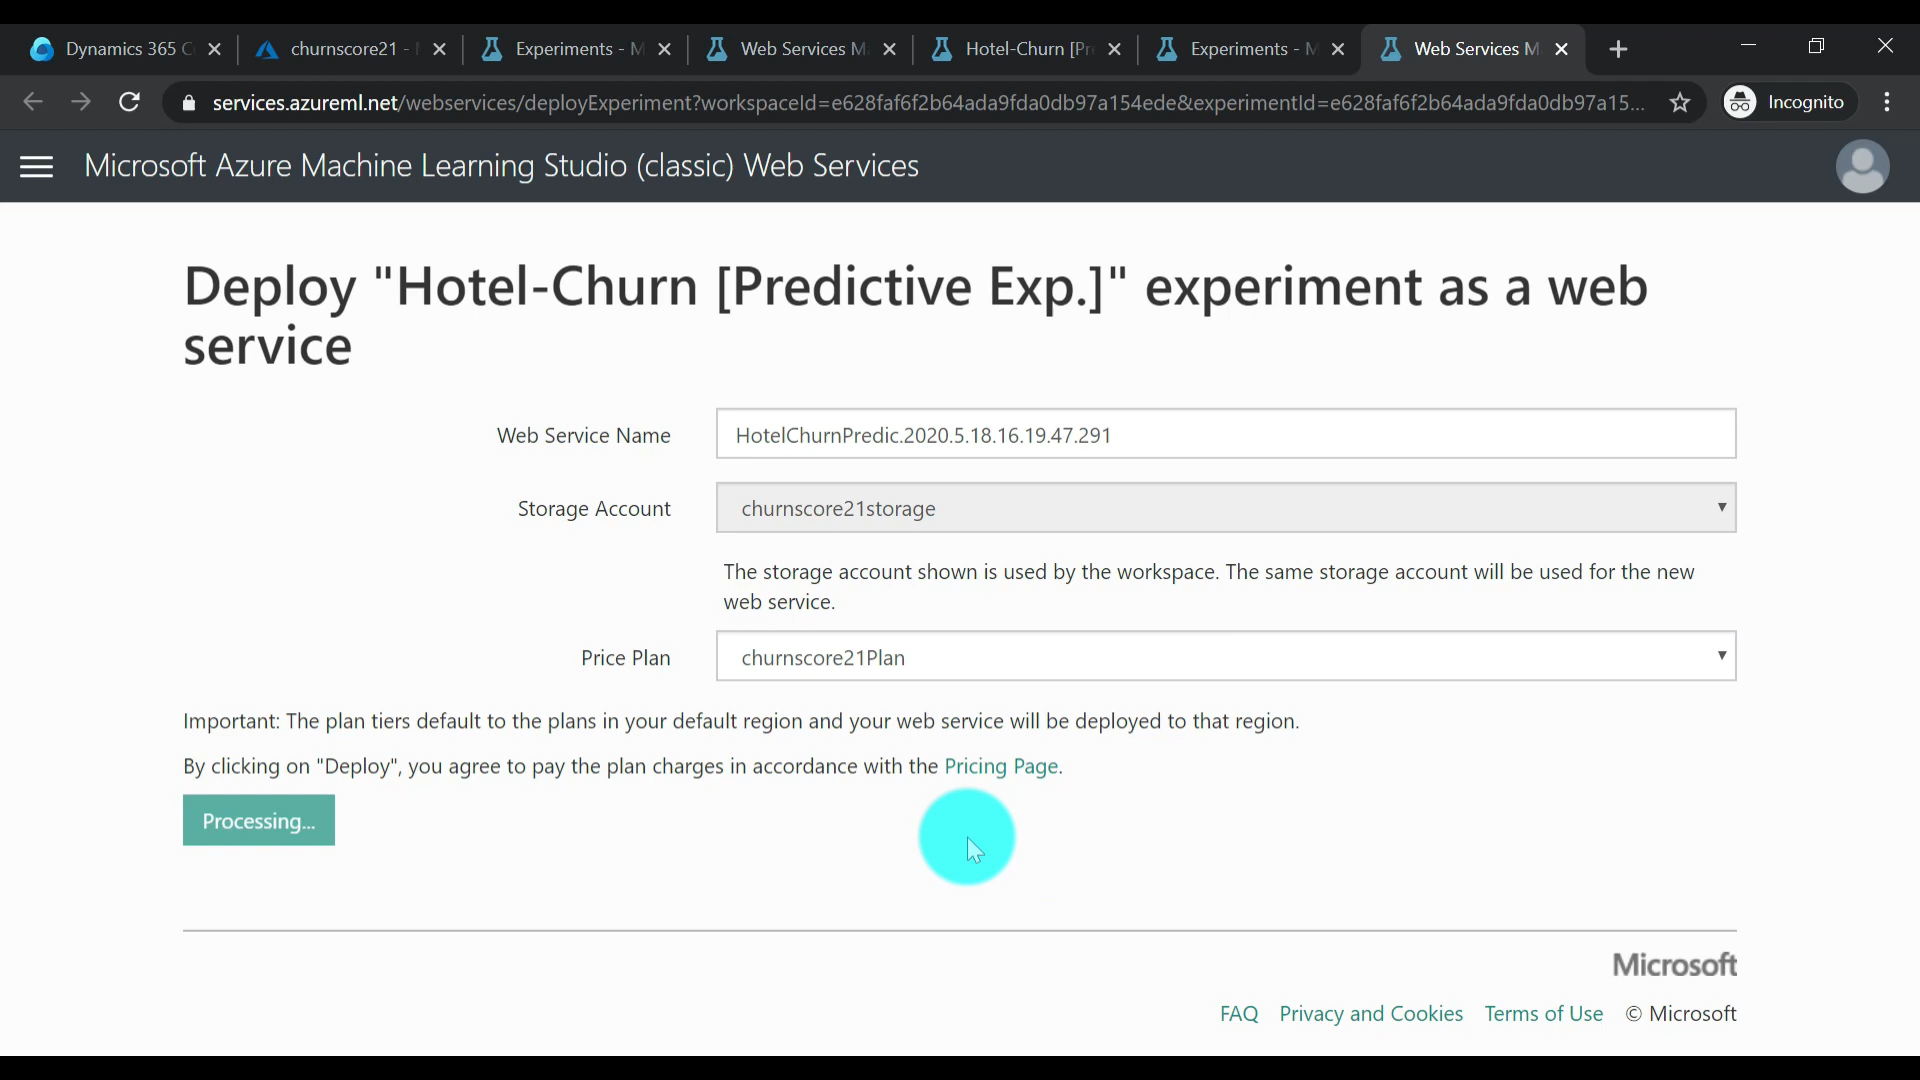 Dynamics 365 C
churnscore21 -
Experiments - M
Web Services M
Hotel-Churn [Pr
Experiments - M
Web Services M
services.azureml.net/webservices/deployExperiment?workspaceId=e628faf6f2b64ada9fda0db97a154ede&experimentId=e628faf6f2b64ada9fda0db97a15...
Incognito
Microsoft Azure Machine Learning Studio (classic) Web Services
Deploy "Hotel-Churn [Predictive Exp.]" experiment as a web
service
Web Service Name
HotelChurnPredic.2020.5.18.16.19.47.291
Storage Account
churnscore21storage
The storage account shown is used by the workspace. The same storage account will be used for the new
web service.
Price Plan
churnscore21Plan
Important: The plan tiers default to the plans in your default region and your web service will be deployed to that region.
By clicking on "Deploy", you agree to pay the plan charges in accordance with the Pricing Page.
Processing...
Microsoft
FAQ Privacy and Cookies Terms of Use © Microsoft